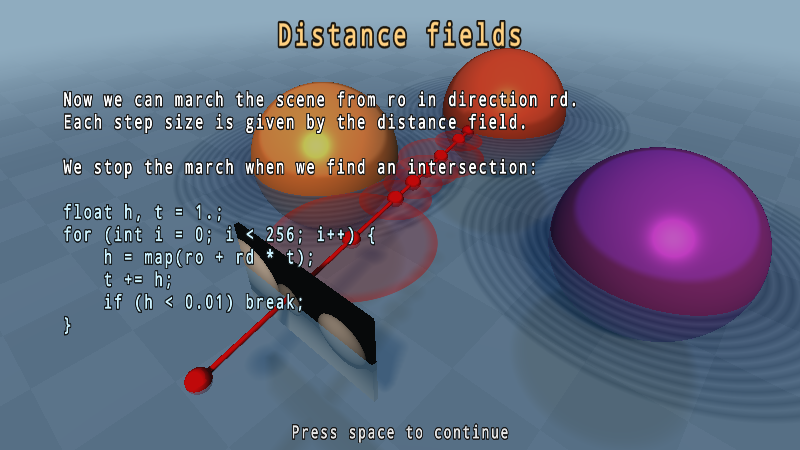 Distance fields
Now we can march the scene from ro in direction rd.
Each step size is given by the distance field.
We stop the march when we find an intersection:
float h, t = 1.;
for (int i = 0; i < 256; i++) {
    h = map(ro + rd * t);
    t += h;
    if (h < 0.01) break;
}
Press space to continue